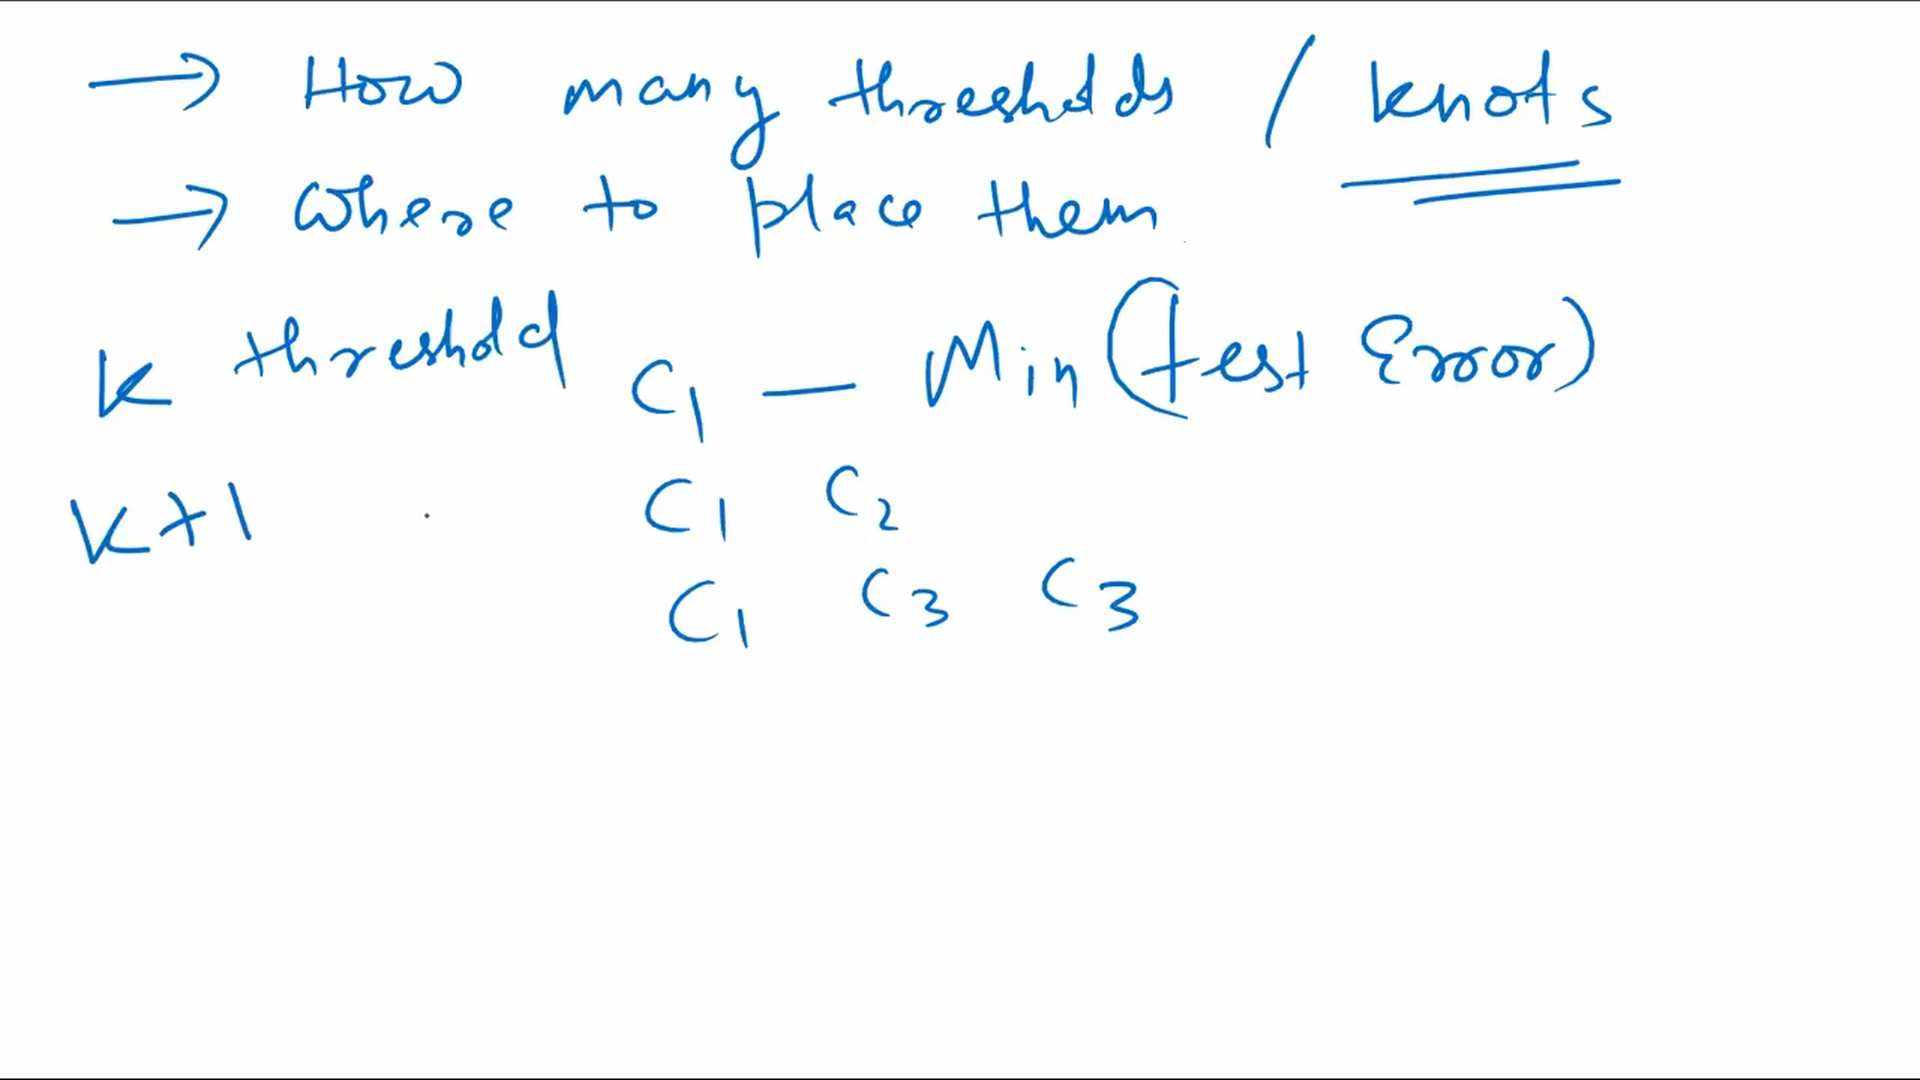 → How many thresholds / knots
→ Where to place them
K threshold C1 — Min (test Error)
K+1 C1 C2
C1 C3 C3